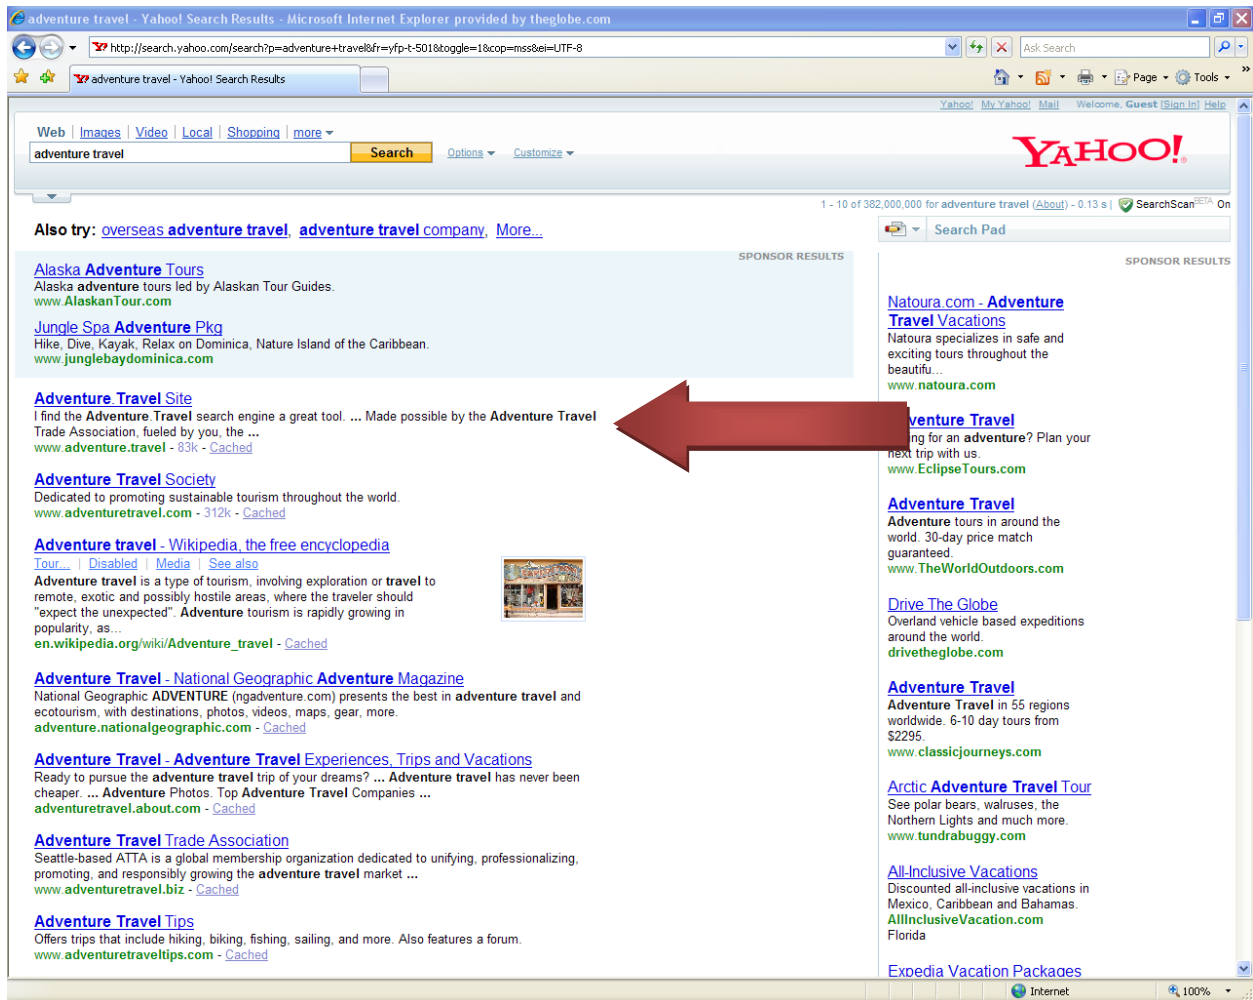 adventure travel - Yahoo! Search Results - Microsoft Internet Explorer provided by theglobe.com
http://search.yahoo.com/search?p=adventure+travel&fr=yfp-t-501&toggle=1&cop=mss&ei=UTF-8
Ask Search
adventure travel - Yahoo! Search Results
Page
Tools
Yahoo! My Yahoo! Mail Welcome, Guest [Sign In] Help
Web | Images | Video | Local | Shopping | more
adventure travel
Search
Options
Customize
YAHOO!
1 - 10 of 382,000,000 for adventure travel (About) - 0.13 s | SearchScan BETA On
Also try: overseas adventure travel, adventure travel company, More...
Search Pad
SPONSOR RESULTS
Alaska Adventure Tours
Alaska adventure tours led by Alaskan Tour Guides.
www.AlaskanTour.com
Jungle Spa Adventure Pkg
Hike, Dive, Kayak, Relax on Dominica, Nature Island of the Caribbean.
www.junglebaydominica.com
Adventure.Travel Site
I find the Adventure.Travel search engine a great tool. ... Made possible by the Adventure Travel
Trade Association, fueled by you, the ...
www.adventure.travel - 83k - Cached
Adventure Travel Society
Dedicated to promoting sustainable tourism throughout the world.
www.adventuretravel.com - 312k - Cached
Adventure travel - Wikipedia, the free encyclopedia
Tour... | Disabled | Media | See also
Adventure travel is a type of tourism, involving exploration or travel to
remote, exotic and possibly hostile areas, where the traveler should
"expect the unexpected". Adventure tourism is rapidly growing in
popularity, as...
en.wikipedia.org/wiki/Adventure_travel - Cached
Adventure Travel - National Geographic Adventure Magazine
National Geographic ADVENTURE (ngadventure.com) presents the best in adventure travel and
ecotourism, with destinations, photos, videos, maps, gear, more.
adventure.nationalgeographic.com - Cached
Adventure Travel - Adventure Travel Experiences, Trips and Vacations
Ready to pursue the adventure travel trip of your dreams? ... Adventure travel has never been
cheaper. ... Adventure Photos. Top Adventure Travel Companies ...
adventuretravel.about.com - Cached
Adventure Travel Trade Association
Seattle-based ATTA is a global membership organization dedicated to unifying, professionalizing,
promoting, and responsibly growing the adventure travel market ...
www.adventuretravel.biz - Cached
Adventure Travel Tips
Offers trips that include hiking, biking, fishing, sailing, and more. Also features a forum.
www.adventuretraveltips.com - Cached
SPONSOR RESULTS
Natoura.com - Adventure
Travel Vacations
Natoura specializes in safe and
exciting tours throughout the
beautifu...
www.natoura.com
Travel
for an adventure? Plan your
next trip with us.
www.EclipseTours.com
Adventure Travel
Adventure tours in around the
world. 30-day price match
guaranteed.
www.TheWorldOutdoors.com
Drive The Globe
Overland vehicle based expeditions
around the world.
drivetheglobe.com
Adventure Travel
Adventure Travel in 55 regions
worldwide. 6-10 day tours from
$2295.
www.classicjourneys.com
Arctic Adventure Travel Tour
See polar bears, walruses, the
Northern Lights and much more.
www.tundrabuggy.com
All-Inclusive Vacations
Discounted all-inclusive vacations in
Mexico, Caribbean and Bahamas.
AllInclusiveVacation.com
Florida
Expedia Vacation Packages
Internet
100%